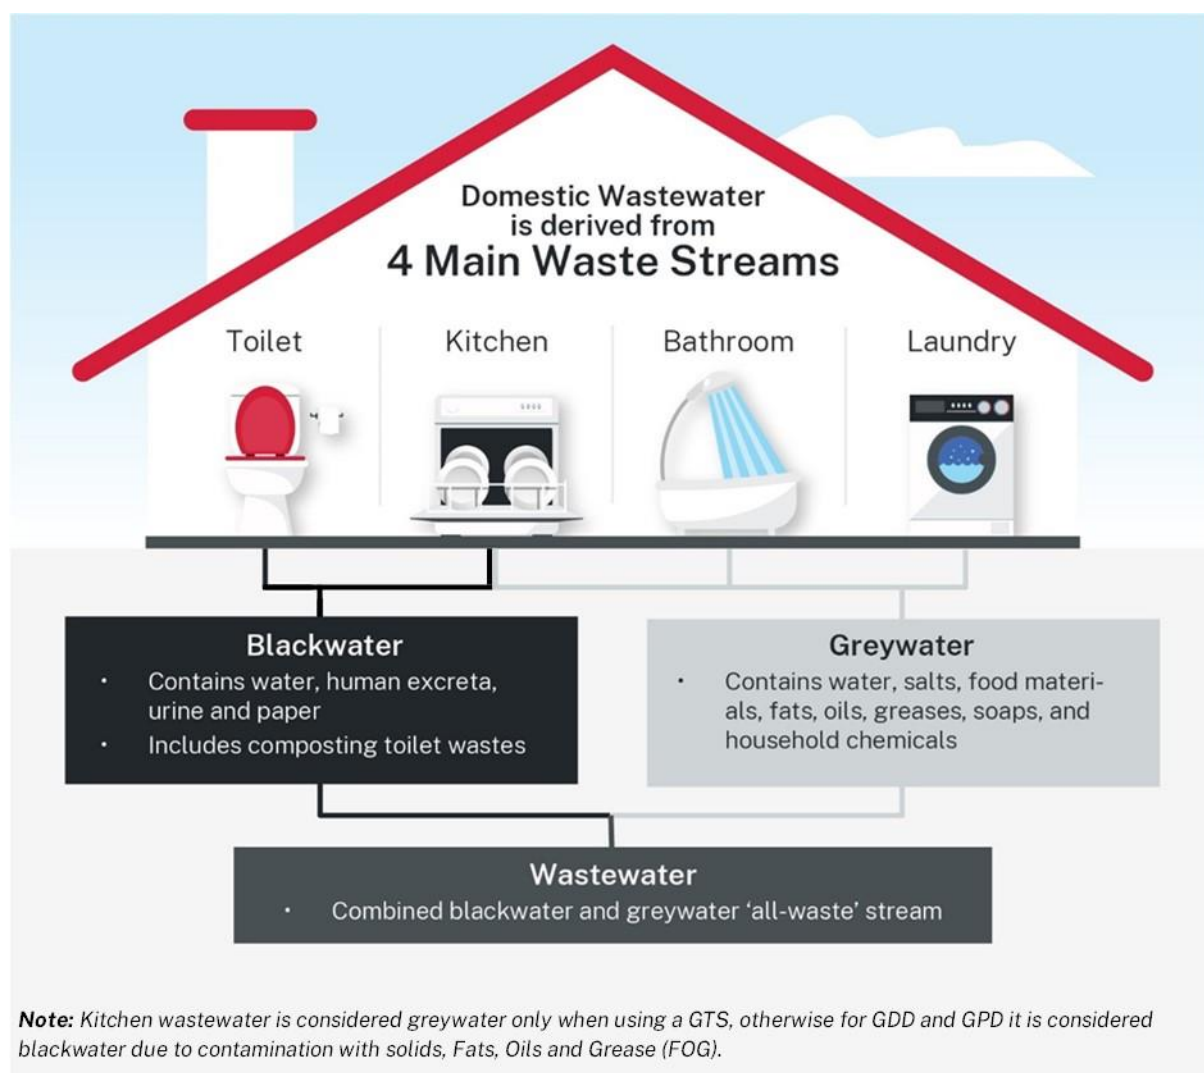 Domestic Wastewater
is derived from
4 Main Waste Streams
Toilet
Kitchen
Bathroom
Laundry
Blackwater
• Contains water, human excreta,
urine and paper
• Includes composting toilet wastes
Greywater
• Contains water, salts, food materi-
als, fats, oils, greases, soaps, and
household chemicals
Wastewater
• Combined blackwater and greywater ‘all-waste’ stream
Note: Kitchen wastewater is considered greywater only when using a GTS, otherwise for GDD and GPD it is considered
blackwater due to contamination with solids, Fats, Oils and Grease (FOG).